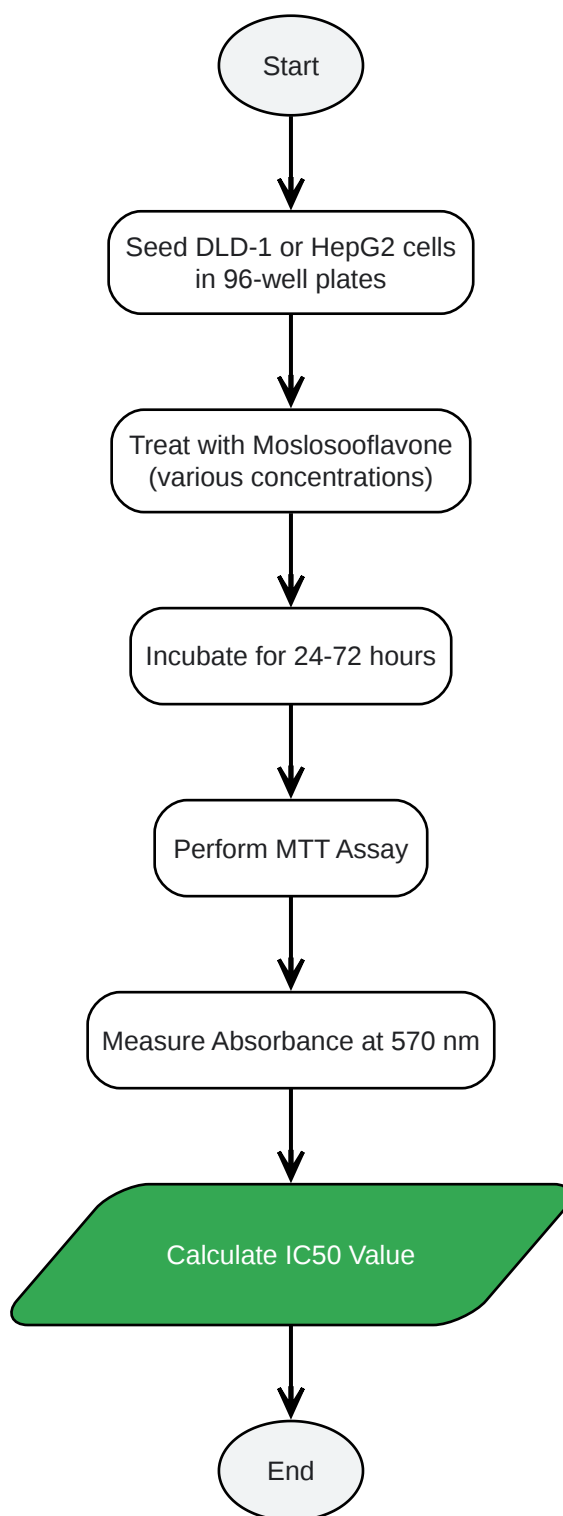 Start
Seed DLD-1 or HepG2 cells
in 96-well plates
Treat with Moslosooflavone
(various concentrations)
Incubate for 24-72 hours
Perform MTT Assay
Measure Absorbance at 570 nm
Calculate IC50 Value
End